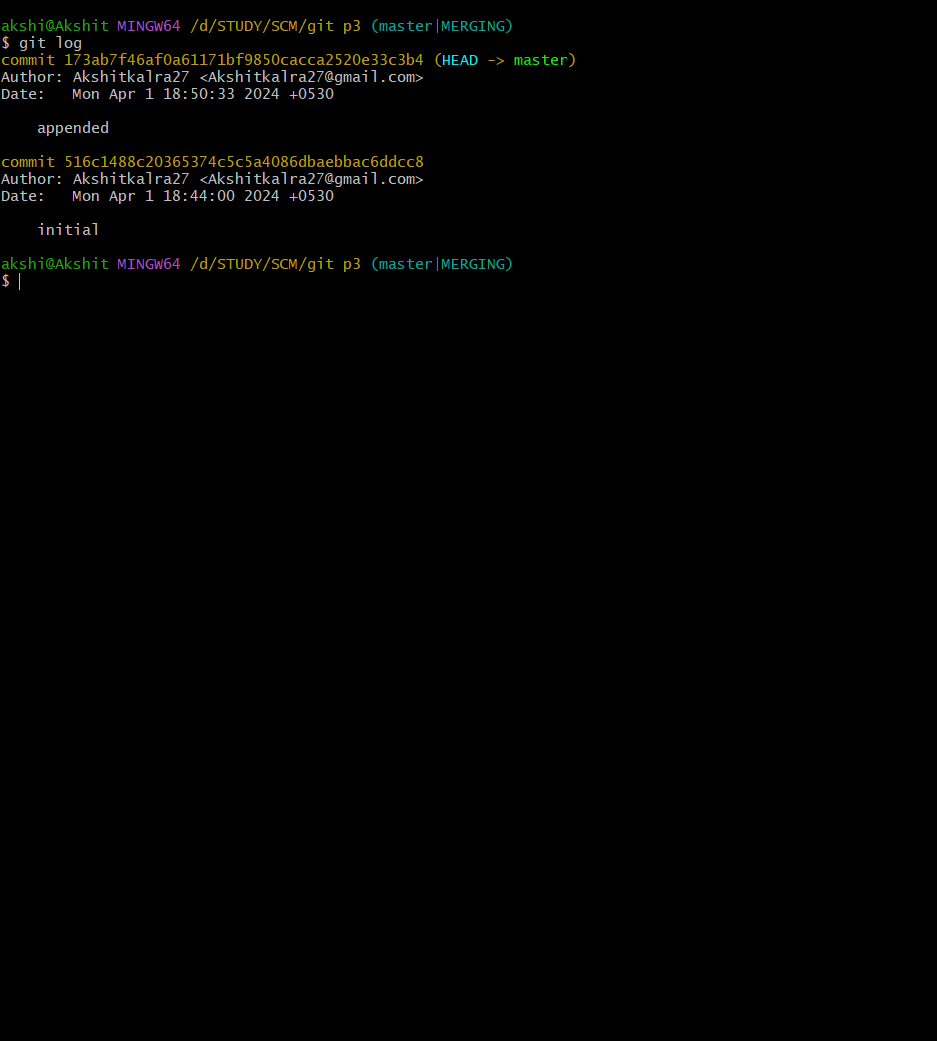 akshi@Akshit MINGW64 /d/STUDY/SCM/git p3 (master|MERGING)
$ git log
commit 173ab7f46af0a61171bf9850cacca2520e33c3b4 (HEAD -> master)
Author: Akshitkalra27 <Akshitkalra27@gmail.com>
Date:   Mon Apr 1 18:50:33 2024 +0530
    appended
commit 516c1488c20365374c5c5a4086dbaebbac6ddcc8
Author: Akshitkalra27 <Akshitkalra27@gmail.com>
Date:   Mon Apr 1 18:44:00 2024 +0530
    initial
akshi@Akshit MINGW64 /d/STUDY/SCM/git p3 (master|MERGING)
$